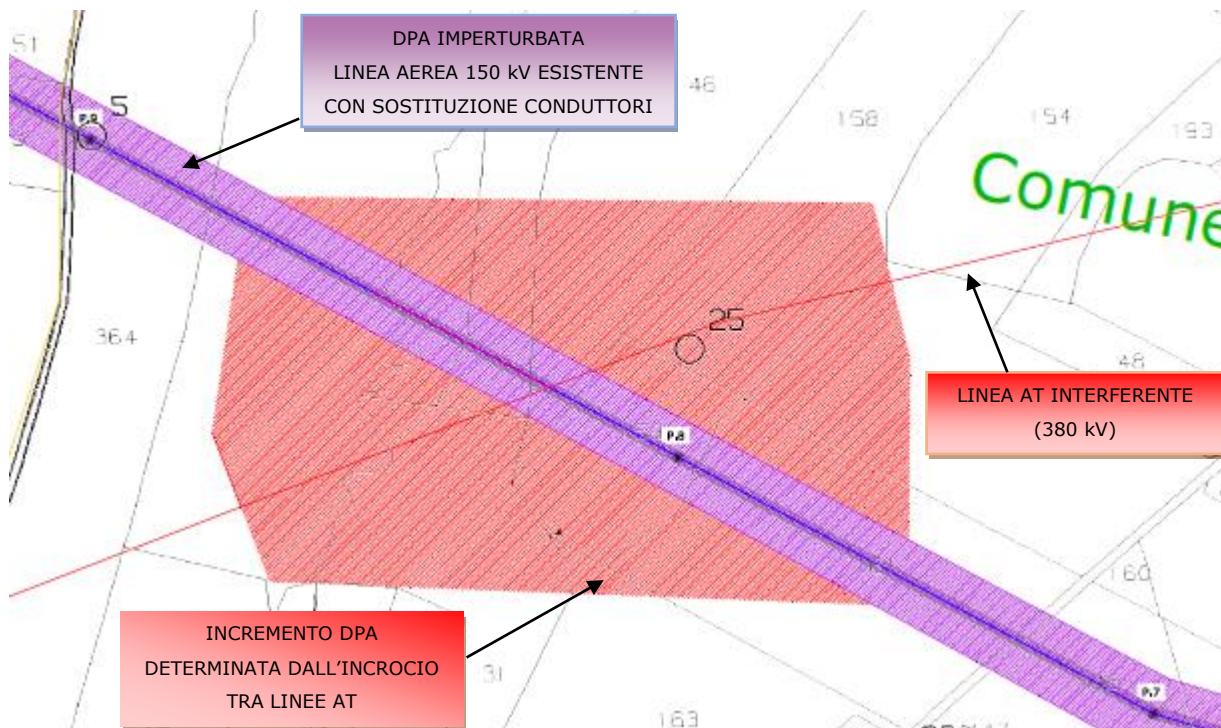 DPA IMPERTURBATA
LINEA AEREA 150 kV ESISTENTE
CON SOSTITUZIONE CONDUTTORI
51
5
P.9
46
158
154
193
Comune
364
25
48
LINEA AT INTERFERENTE
(380 kV)
P.8
160
INCREMENTO DPA
DETERMINATA DALL’INCROCIO
TRA LINEE AT
131
163
P.7